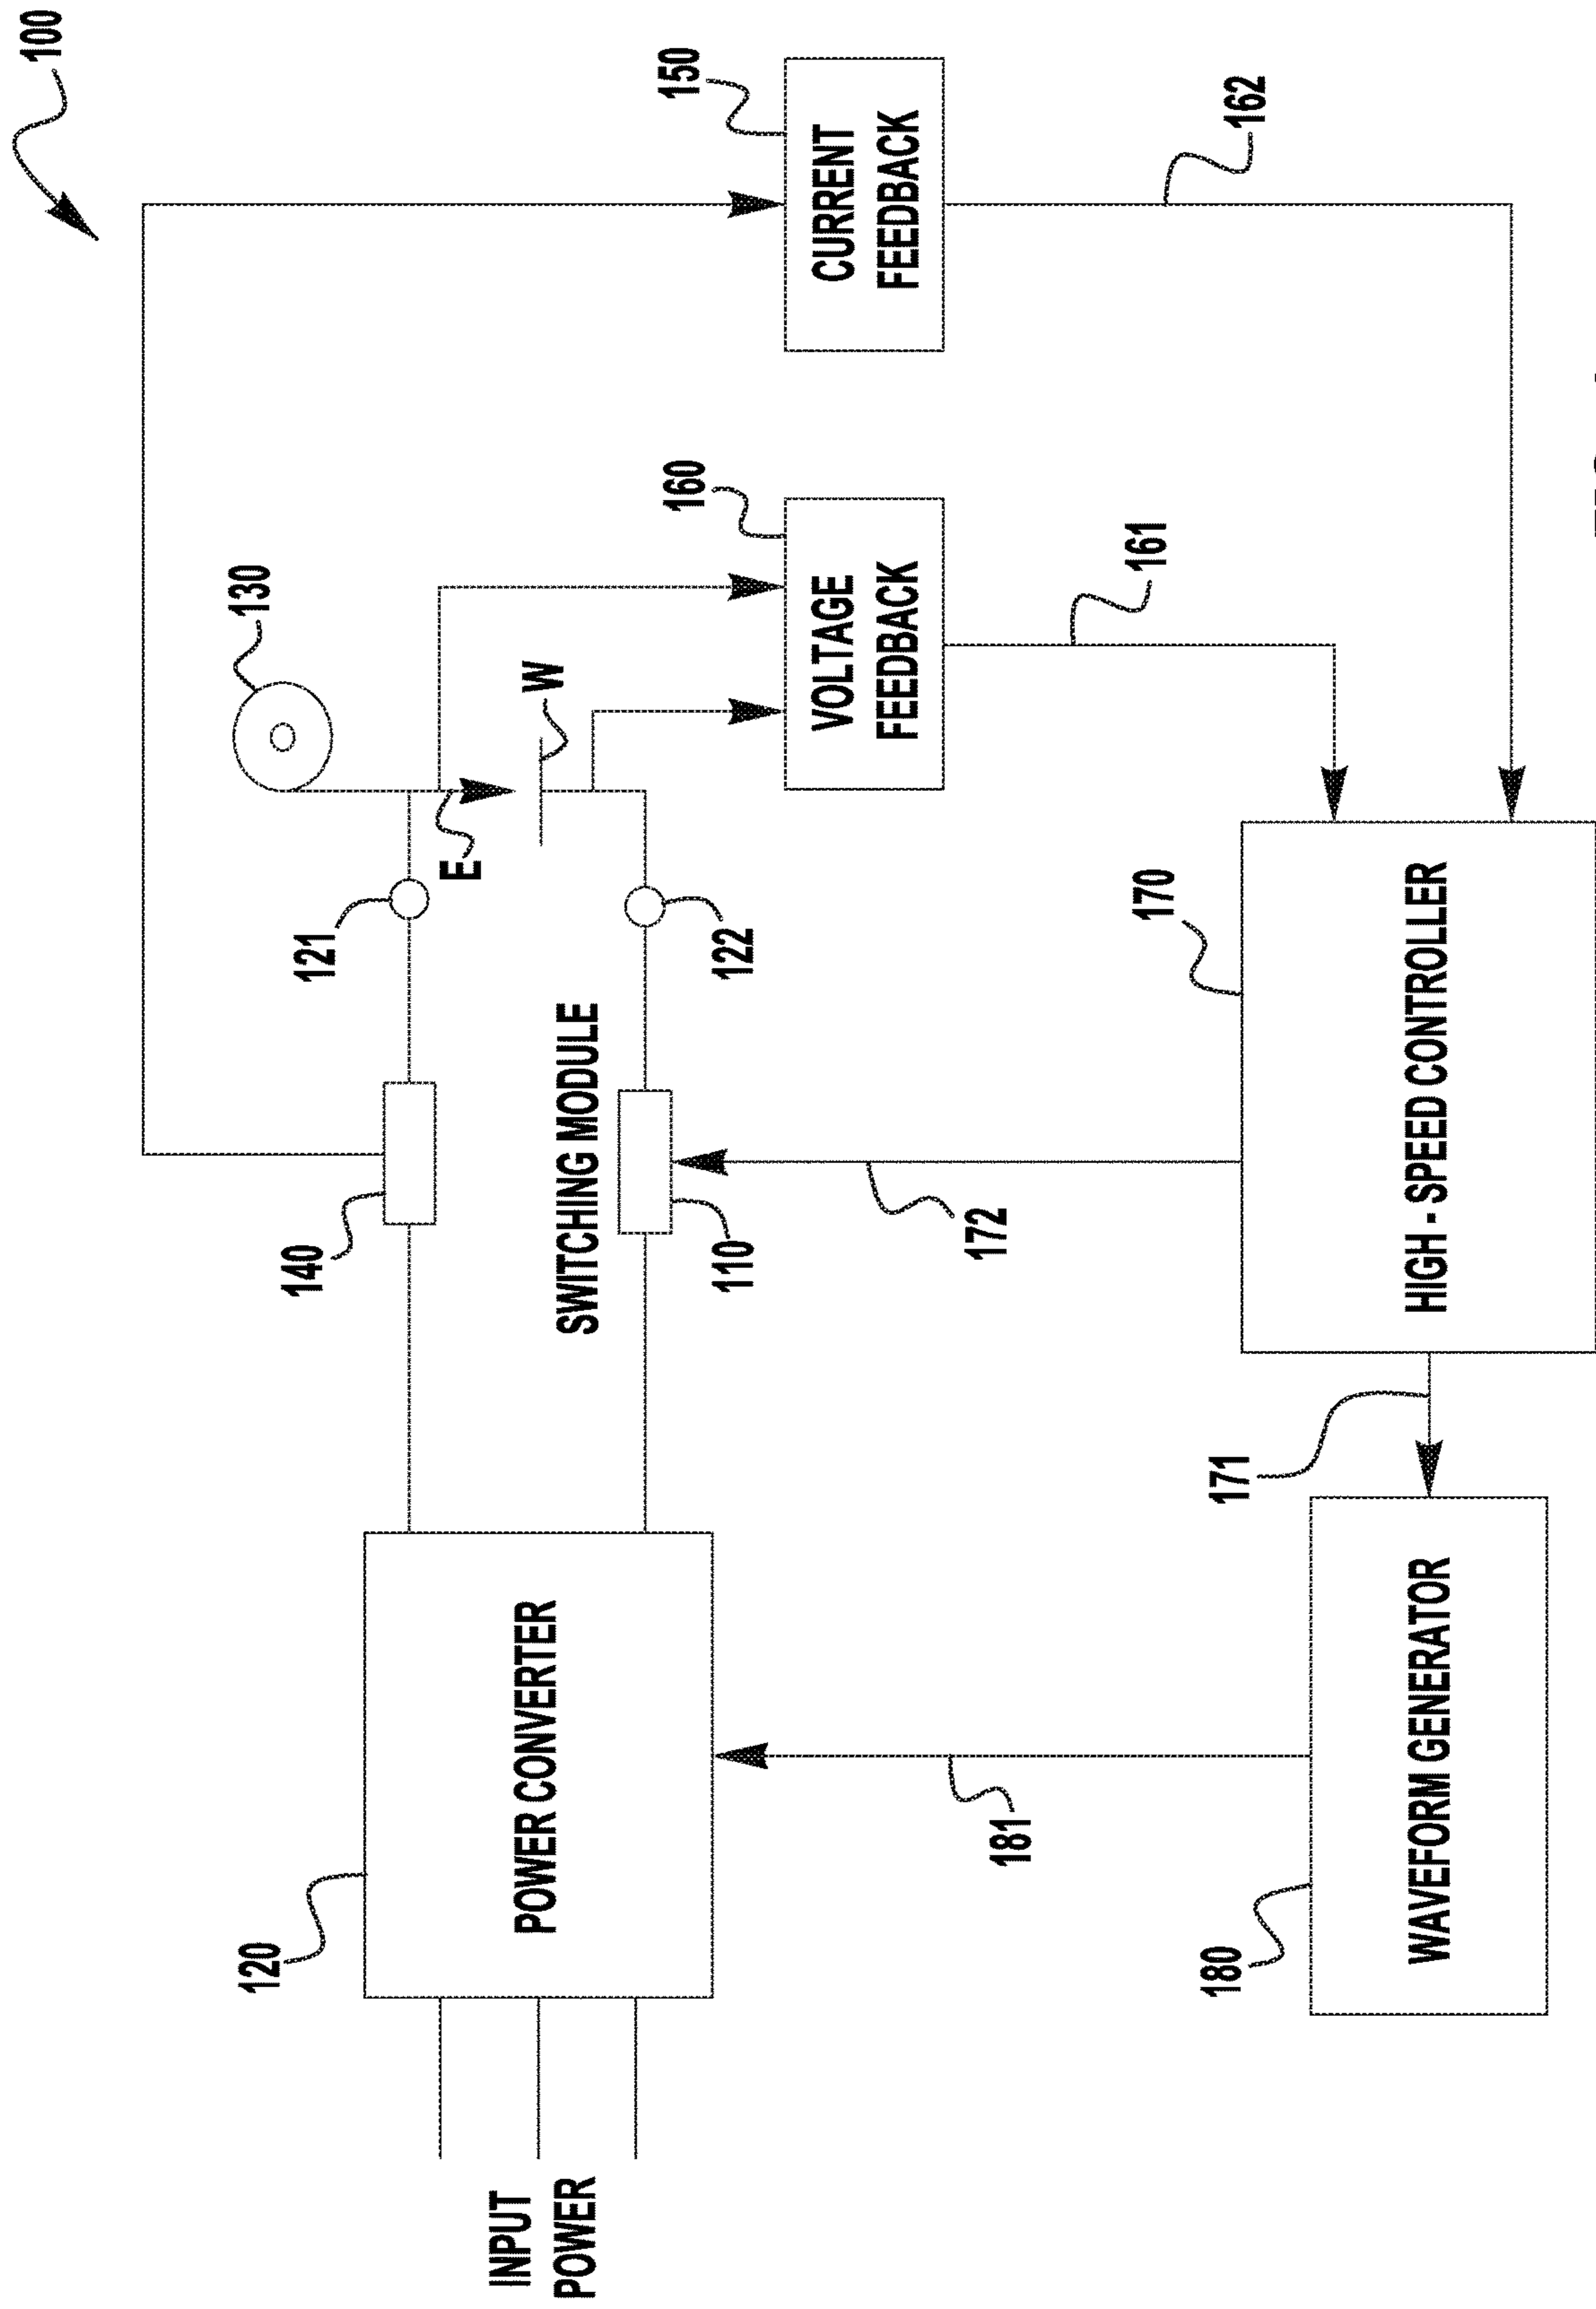 100
130
140
121
E
W
160
150
120
SWITCHING MODULE
110
122
CURRENT
FEEDBACK
VOLTAGE
FEEDBACK
INPUT
POWER
POWER CONVERTER
172
161
162
181
171
170
180
WAVEFORM GENERATOR
HIGH - SPEED CONTROLLER